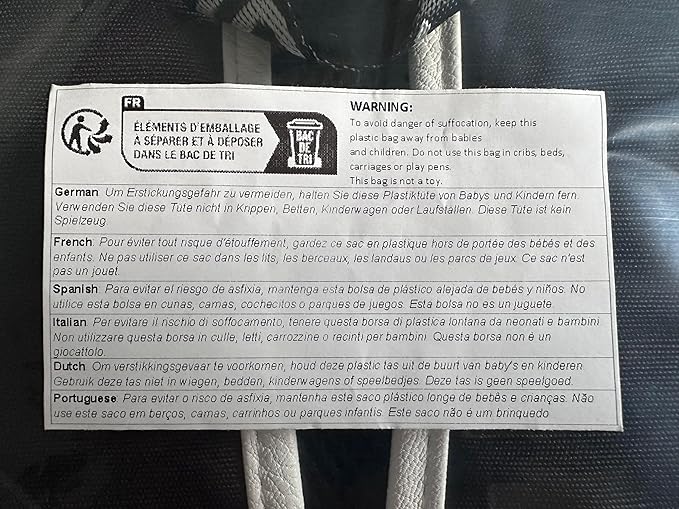 FR
ÉLÉMENTS D'EMBALLAGE
À SÉPARER ET À DÉPOSER
DANS LE BAC DE TRI
BAC
DE
TRI
WARNING:
To avoid danger of suffocation, keep this
plastic bag away from babies
and children. Do not use this bag in cribs, beds,
carriages or play pens.
This bag is not a toy.
German: Um Erstickungsgefahr zu vermeiden, halten Sie diese Plastiktüte von Babys und Kindern fern.
Verwenden Sie diese Tüte nicht in Krippen, Betten, Kinderwagen oder Laufställen. Diese Tüte ist kein
Spielzeug.
French: Pour éviter tout risque d'étouffement, gardez ce sac en plastique hors de portée des bébés et des
enfants. Ne pas utiliser ce sac dans les lits, les berceaux, les landaus ou les parcs de jeux. Ce sac n'est
pas un jouet.
Spanish: Para evitar el riesgo de asfixia, mantenga esta bolsa de plástico alejada de bebés y niños. No
utilice esta bolsa en cunas, camas, cochecitos o parques de juegos. Esta bolsa no es un juguete.
Italian: Per evitare il rischio di soffocamento, tenere questa borsa di plastica lontana da neonati e bambini.
Non utilizzare questa borsa in culle, letti, carrozzine o recinti per bambini. Questa borsa non è un
giocattolo.
Dutch: Om verstikkingsgevaar te voorkomen, houd deze plastic tas uit de buurt van baby's en kinderen.
Gebruik deze tas niet in wiegen, bedden, kinderwagens of speelbedjes. Deze tas is geen speelgoed.
Portuguese: Para evitar o risco de asfixia, mantenha este saco plástico longe de bebês e crianças. Não
use este saco em berços, camas, carrinhos ou parques infantis. Este saco não é um brinquedo